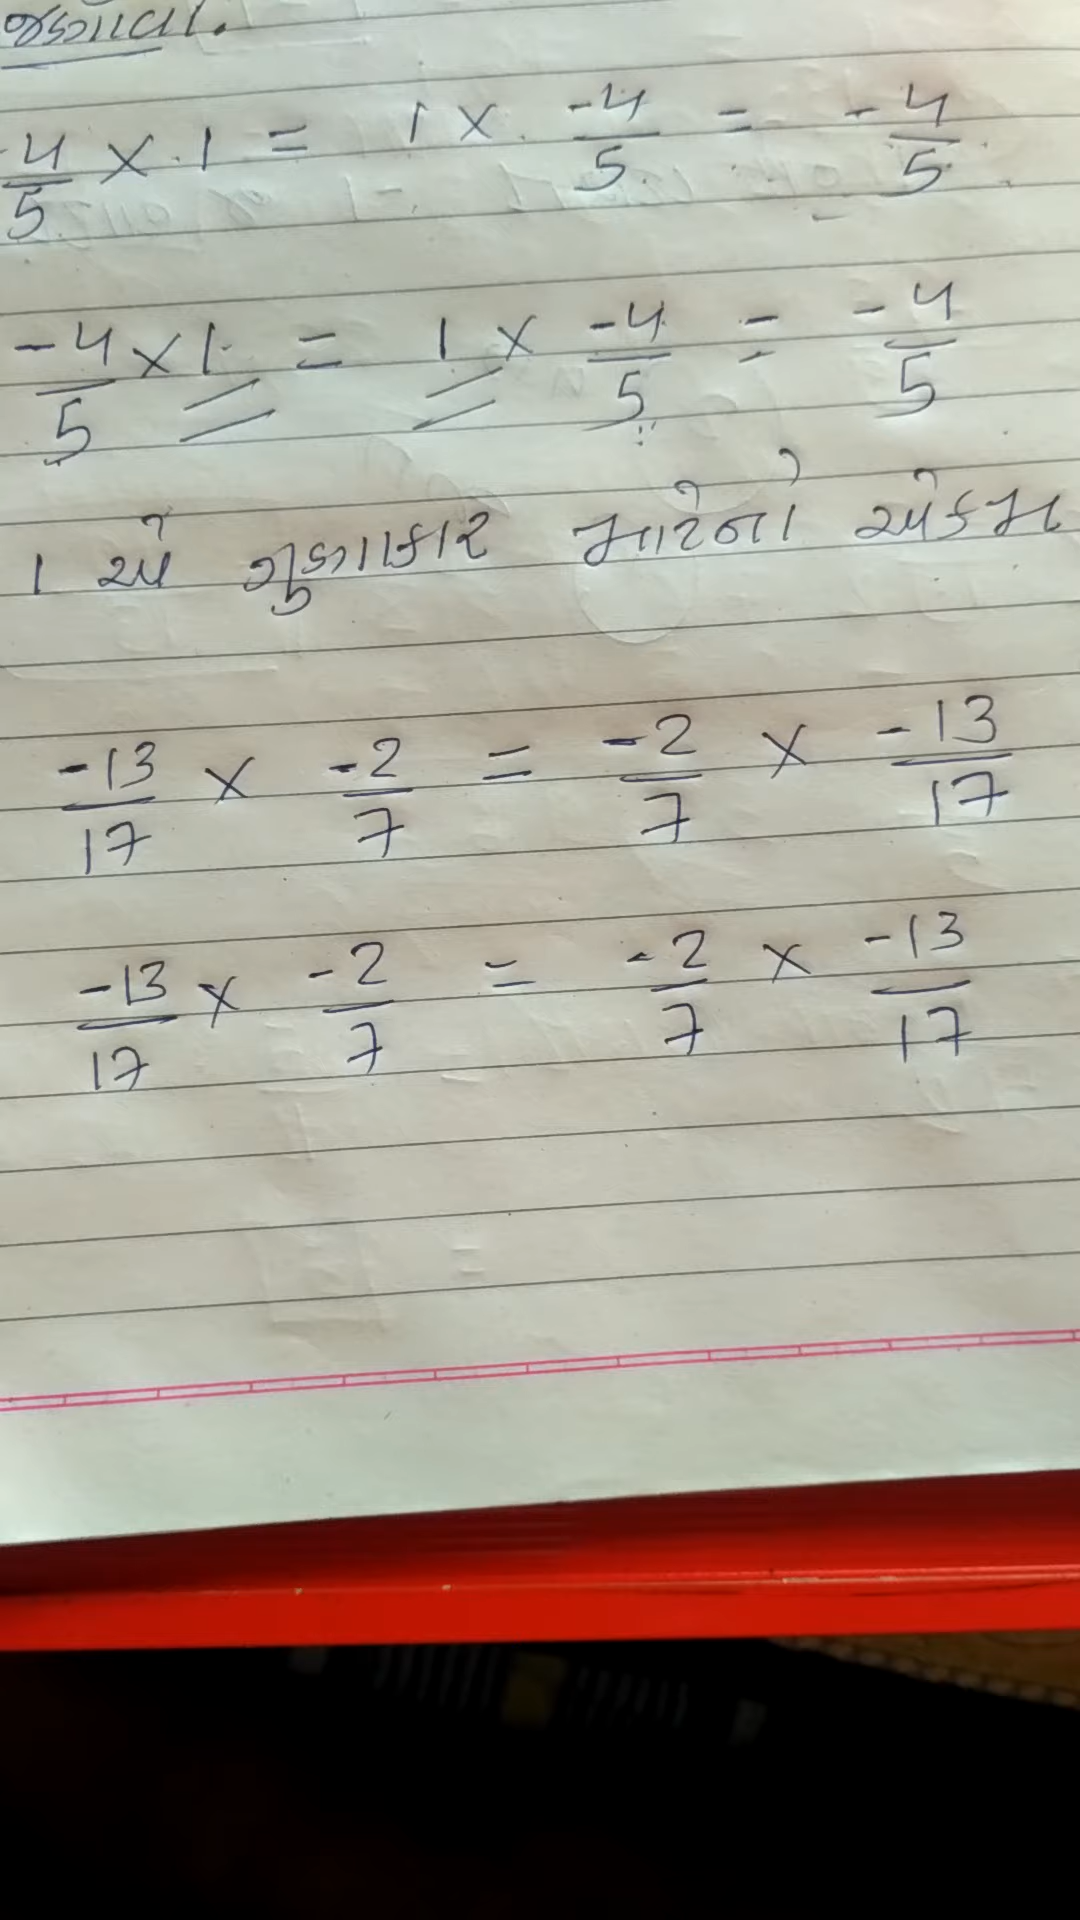 જણાવો.
-4/5 × 1 = 1 × -4/5 = -4/5
-4/5 × 1 = 1 × -4/5 = -4/5
1 એ ગુણાકાર માટેનો એકમ
-13/17 × -2/7 = -2/7 × -13/17
-13/17 × -2/7 = -2/7 × -13/17